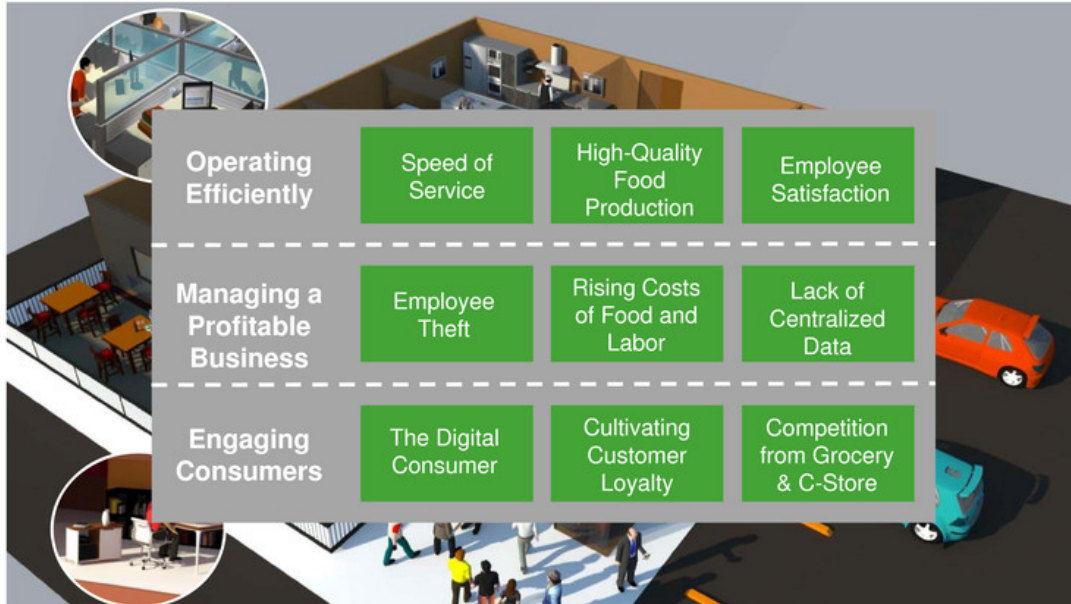 Operating
Efficiently
Speed of
Service
High-Quality
Food
Production
Employee
Satisfaction
Managing a
Profitable
Business
Employee
Theft
Rising Costs
of Food and
Labor
Lack of
Centralized
Data
Engaging
Consumers
The Digital
Consumer
Cultivating
Customer
Loyalty
Competition
from Grocery
& C-Store